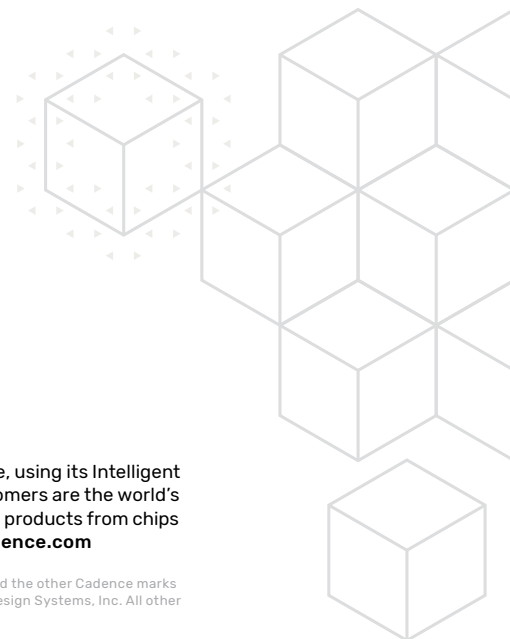 e, using its Intelligent
omers are the world's
products from chips
ence.com
d the other Cadence marks
esign Systems, Inc. All other